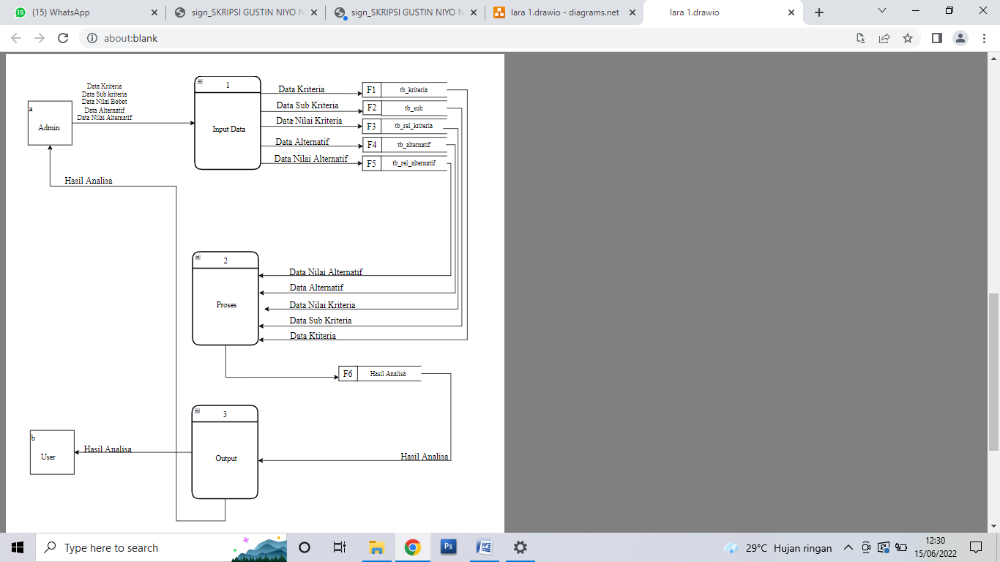 15
(15) WhatsApp
sign_SKRIPSI GUSTIN NIYO N
sign_SKRIPSI GUSTIN NIYO N
lara 1.drawio - diagrams.net
lara 1.drawio
about:blank
Data Kriteria
Data Sub kriteria
Data Nilai Bobot
Data Alternatif
Data Nilai Alternatif
a
Admin
1
Input Data
Data Kriteria
Data Sub Kriteria
Data Nilai Kriteria
Data Alternatif
Data Nilai Alternatif
F1 tb_kriteria
F2 tb_sub
F3 tb_rel_kriteria
F4 tb_alternatif
F5 tb_rel_alternatif
Hasil Analisa
2
Proses
Data Nilai Alternatif
Data Alternatif
Data Nilai Kriteria
Data Sub Kriteria
Data Ktiteria
F6 Hasil Analisa
3
Output
b
User
Hasil Analisa
Hasil Analisa
Type here to search
Ps
W
29°C Hujan ringan
12:30
15/06/2022